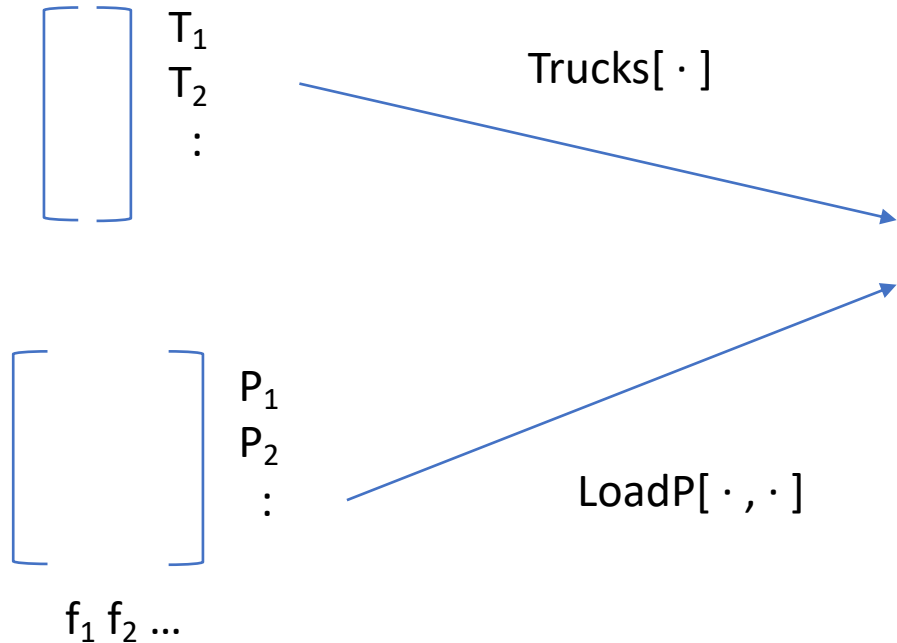 T₁
T₂
:
Trucks[ · ]
P₁
P₂
:
LoadP[ · , · ]
f₁ f₂ ...